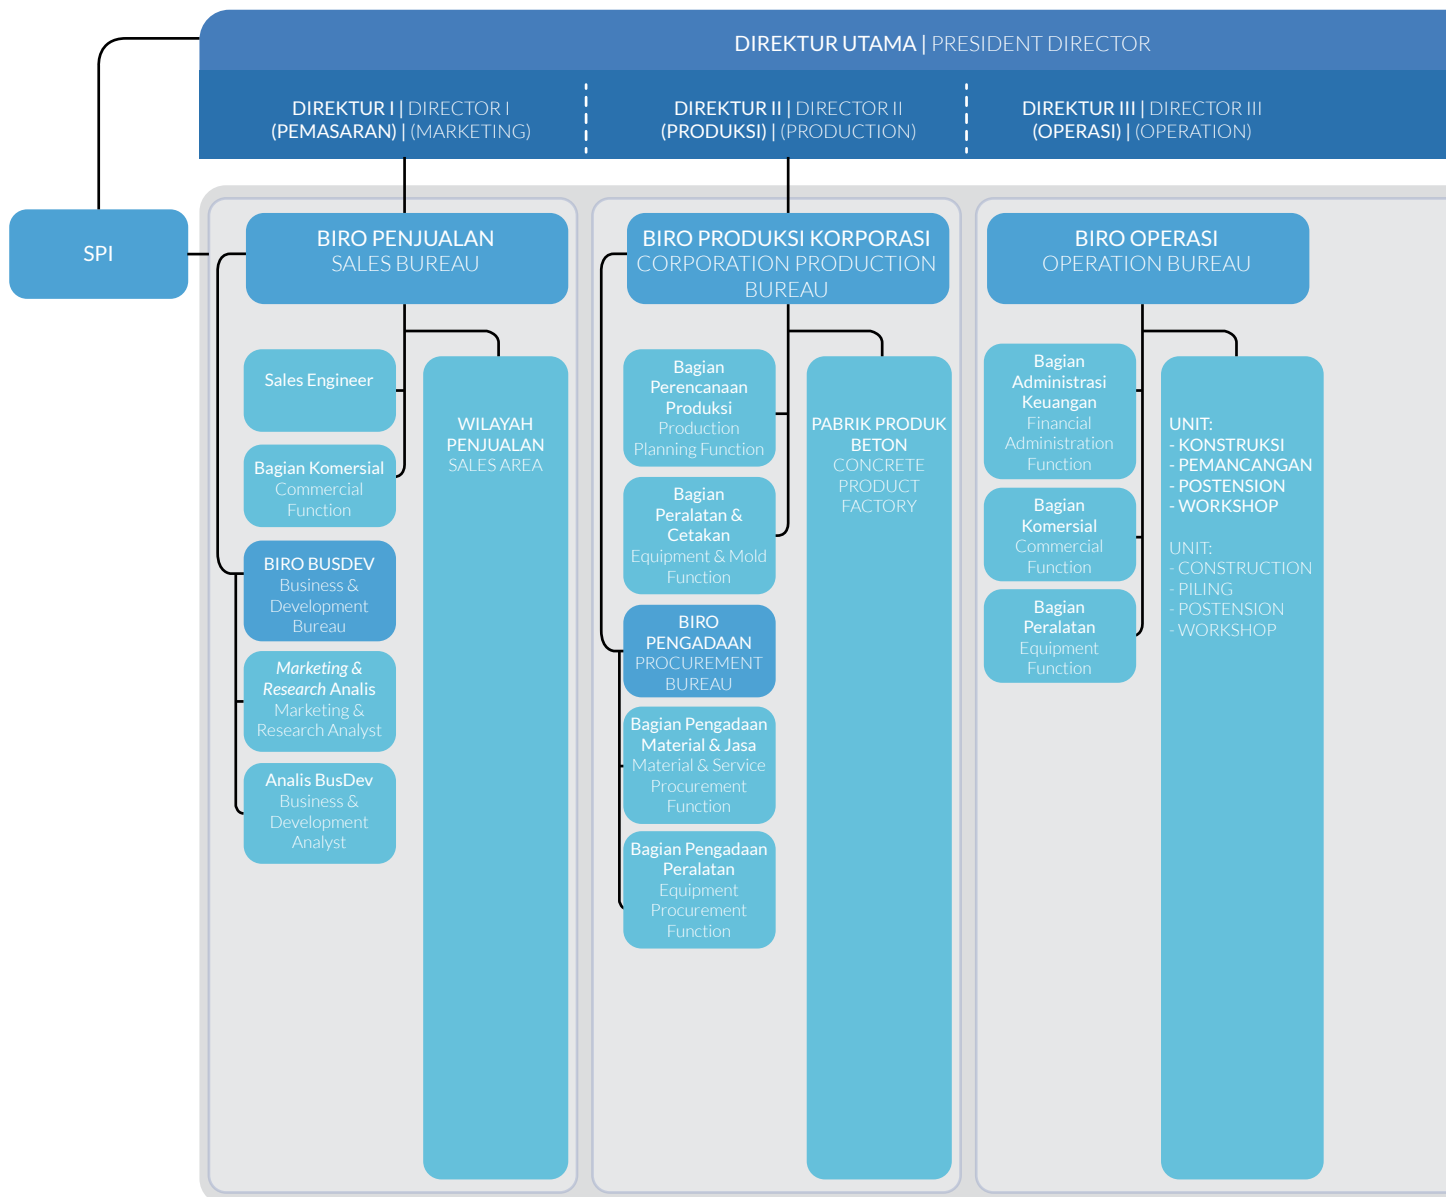 DIREKTUR UTAMA | PRESIDENT DIRECTOR
DIREKTUR I | DIRECTOR I
(PEMASARAN) | (MARKETING)
DIREKTUR II | DIRECTOR II
(PRODUKSI) | (PRODUCTION)
DIREKTUR III | DIRECTOR III
(OPERASI) | (OPERATION)
SPI
BIRO PENJUALAN
SALES BUREAU
Sales Engineer
Bagian Komersial
Commercial
Function
BIRO BUSDEV
Business &
Development
Bureau
Marketing &
Research Analis
Marketing &
Research Analyst
Analis BusDev
Business &
Development
Analyst
WILAYAH
PENJUALAN
SALES AREA
BIRO PRODUKSI KORPORASI
CORPORATION PRODUCTION
BUREAU
Bagian
Perencanaan
Produksi
Production
Planning Function
Bagian
Peralatan &
Cetakan
Equipment & Mold
Function
BIRO
PENGADAAN
PROCUREMENT
BUREAU
Bagian Pengadaan
Material & Jasa
Material & Service
Procurement
Function
Bagian Pengadaan
Peralatan
Equipment
Procurement
Function
PABRIK PRODUK
BETON
CONCRETE
PRODUCT
FACTORY
BIRO OPERASI
OPERATION BUREAU
Bagian
Administrasi
Keuangan
Financial
Administration
Function
Bagian
Komersial
Commercial
Function
Bagian
Peralatan
Equipment
Function
UNIT:
- KONSTRUKSI
- PEMANCANGAN
- POSTENSION
- WORKSHOP
UNIT:
- CONSTRUCTION
- PILING
- POSTENSION
- WORKSHOP